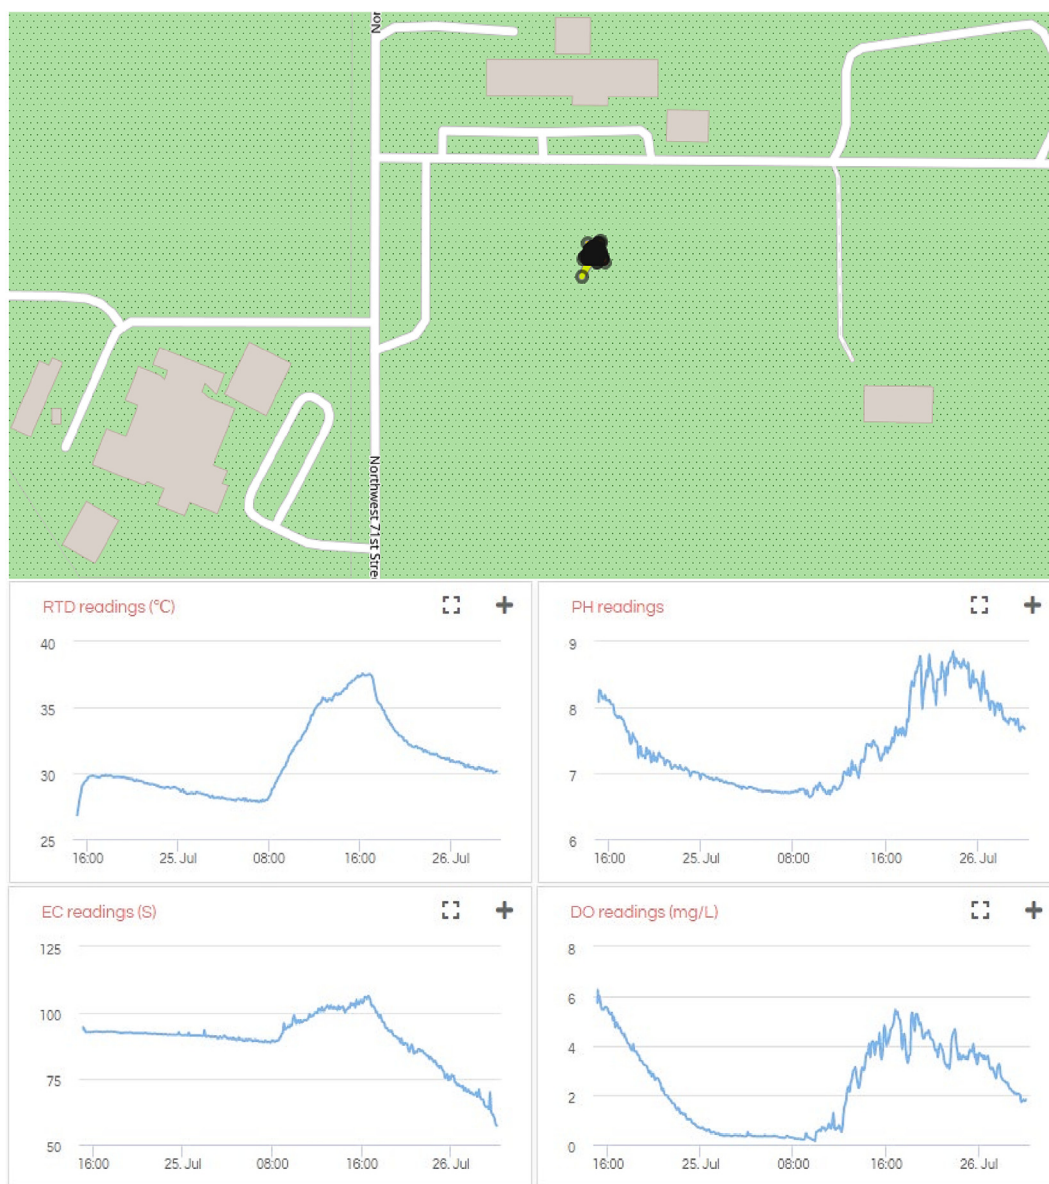 Nor
Northwest 71st Stree
RTD readings (℃)
40
35
30
25
16:00 25. Jul 08:00 16:00 26. Jul
PH readings
9
8
7
6
16:00 25. Jul 08:00 16:00 26. Jul
EC readings (S)
125
100
75
50
16:00 25. Jul 08:00 16:00 26. Jul
DO readings (mg/L)
8
6
4
2
0
16:00 25. Jul 08:00 16:00 26. Jul